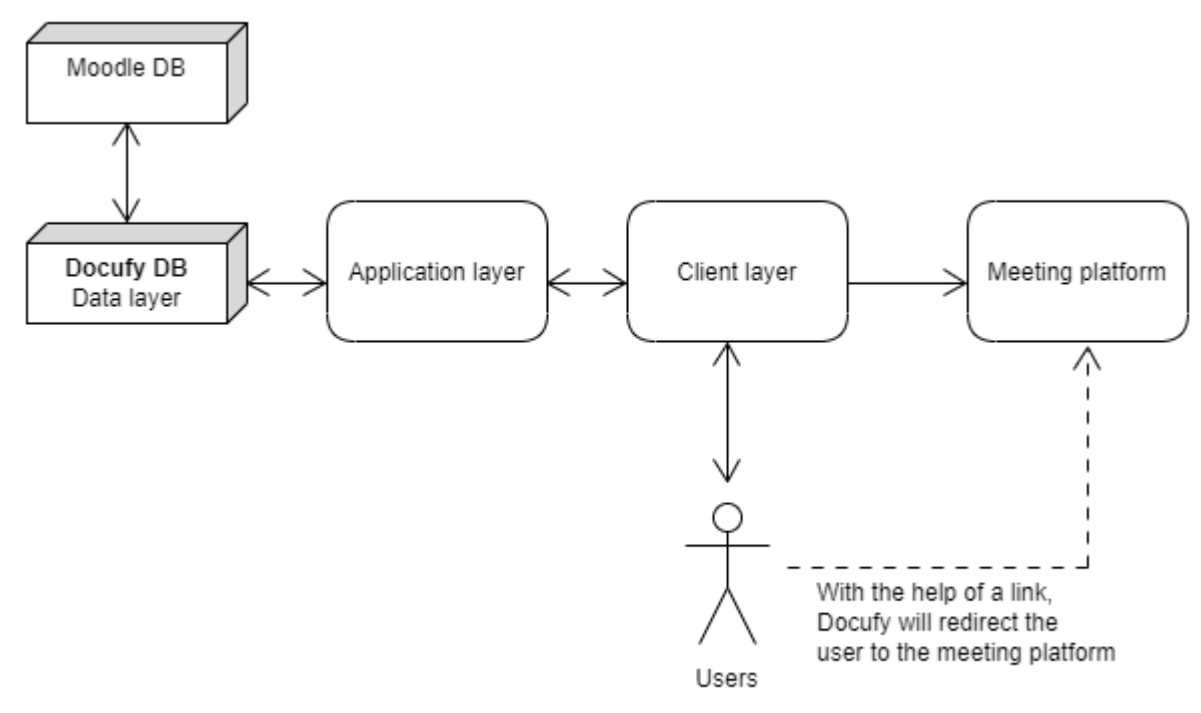 Moodle DB
Docufy DB
Data layer
Application layer
Client layer
Meeting platform
With the help of a link,
Docufy will redirect the
user to the meeting platform
Users